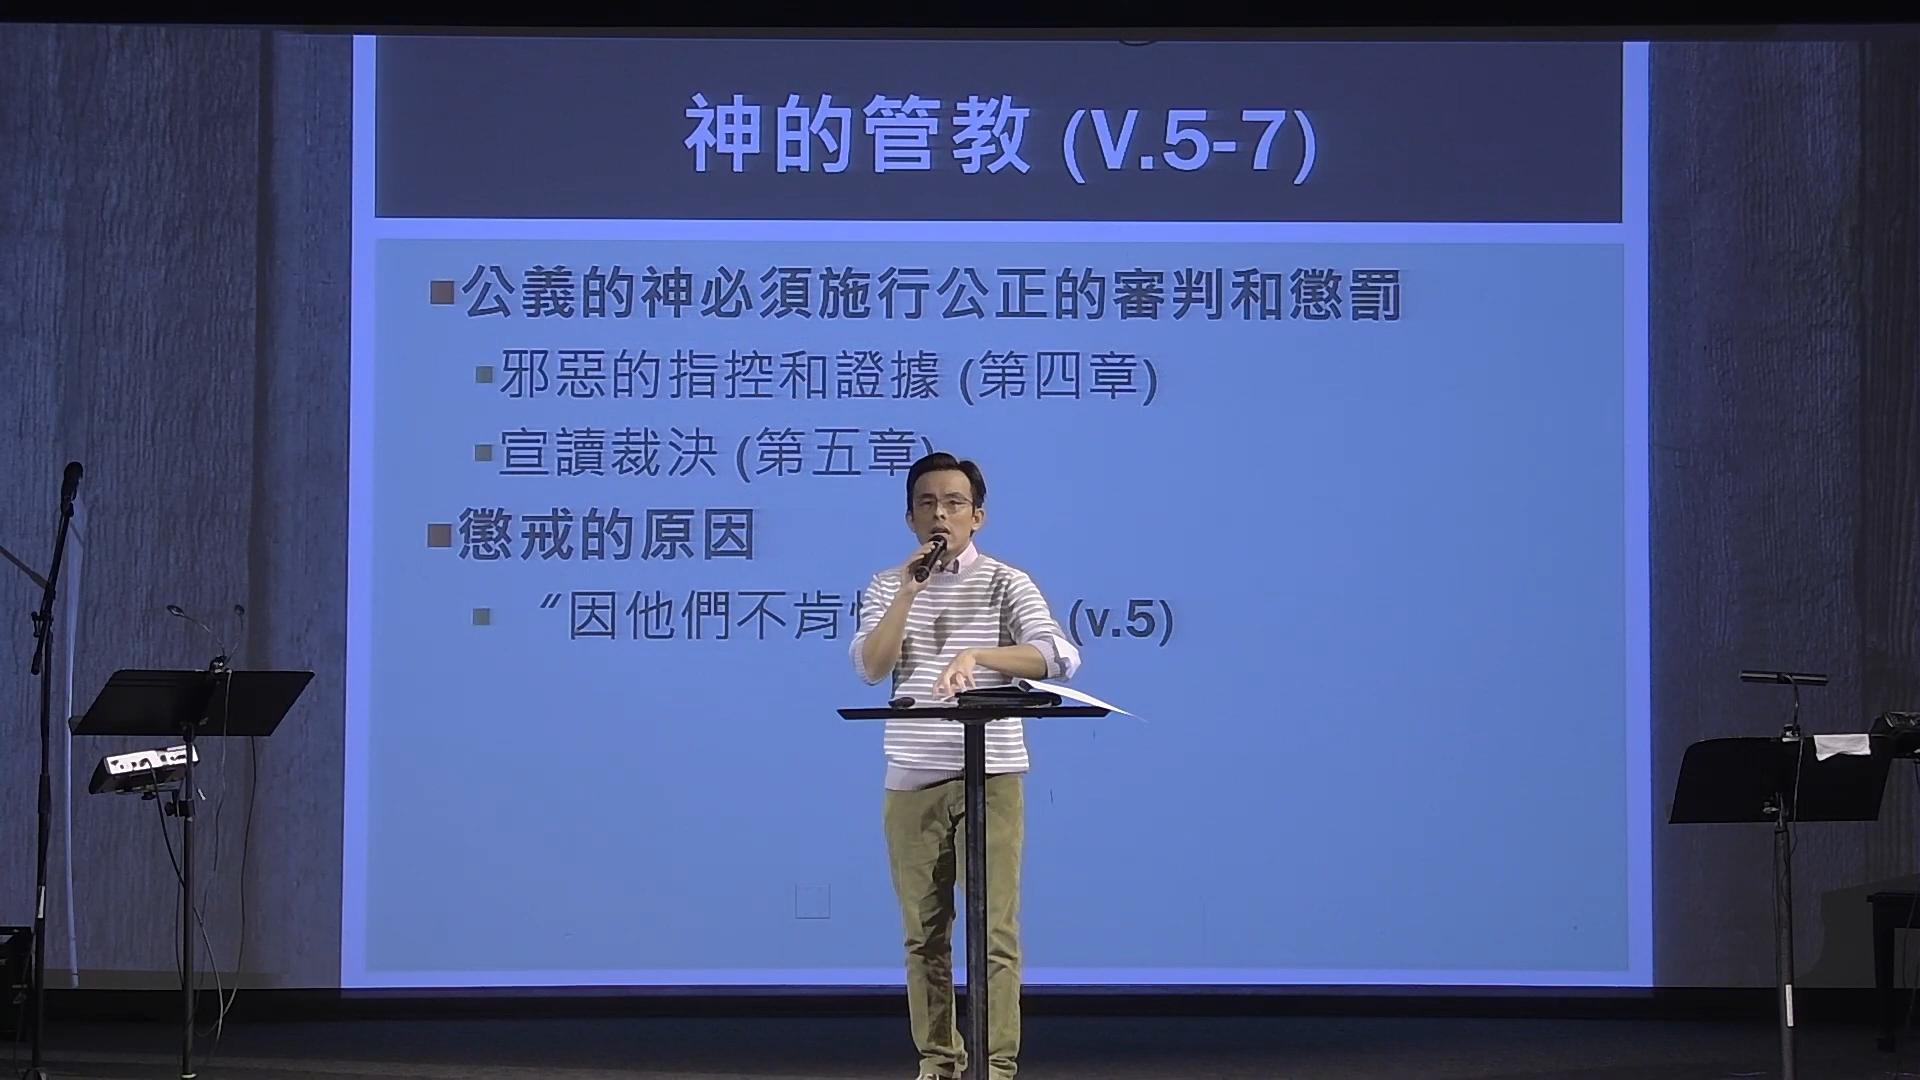 神的管教 (V.5-7)
公義的神必須施行公正的審判和懲罰
邪惡的指控和證據 (第四章)
宣讀裁決 (第五章)
懲戒的原因
“因他們不肯 (v.5)